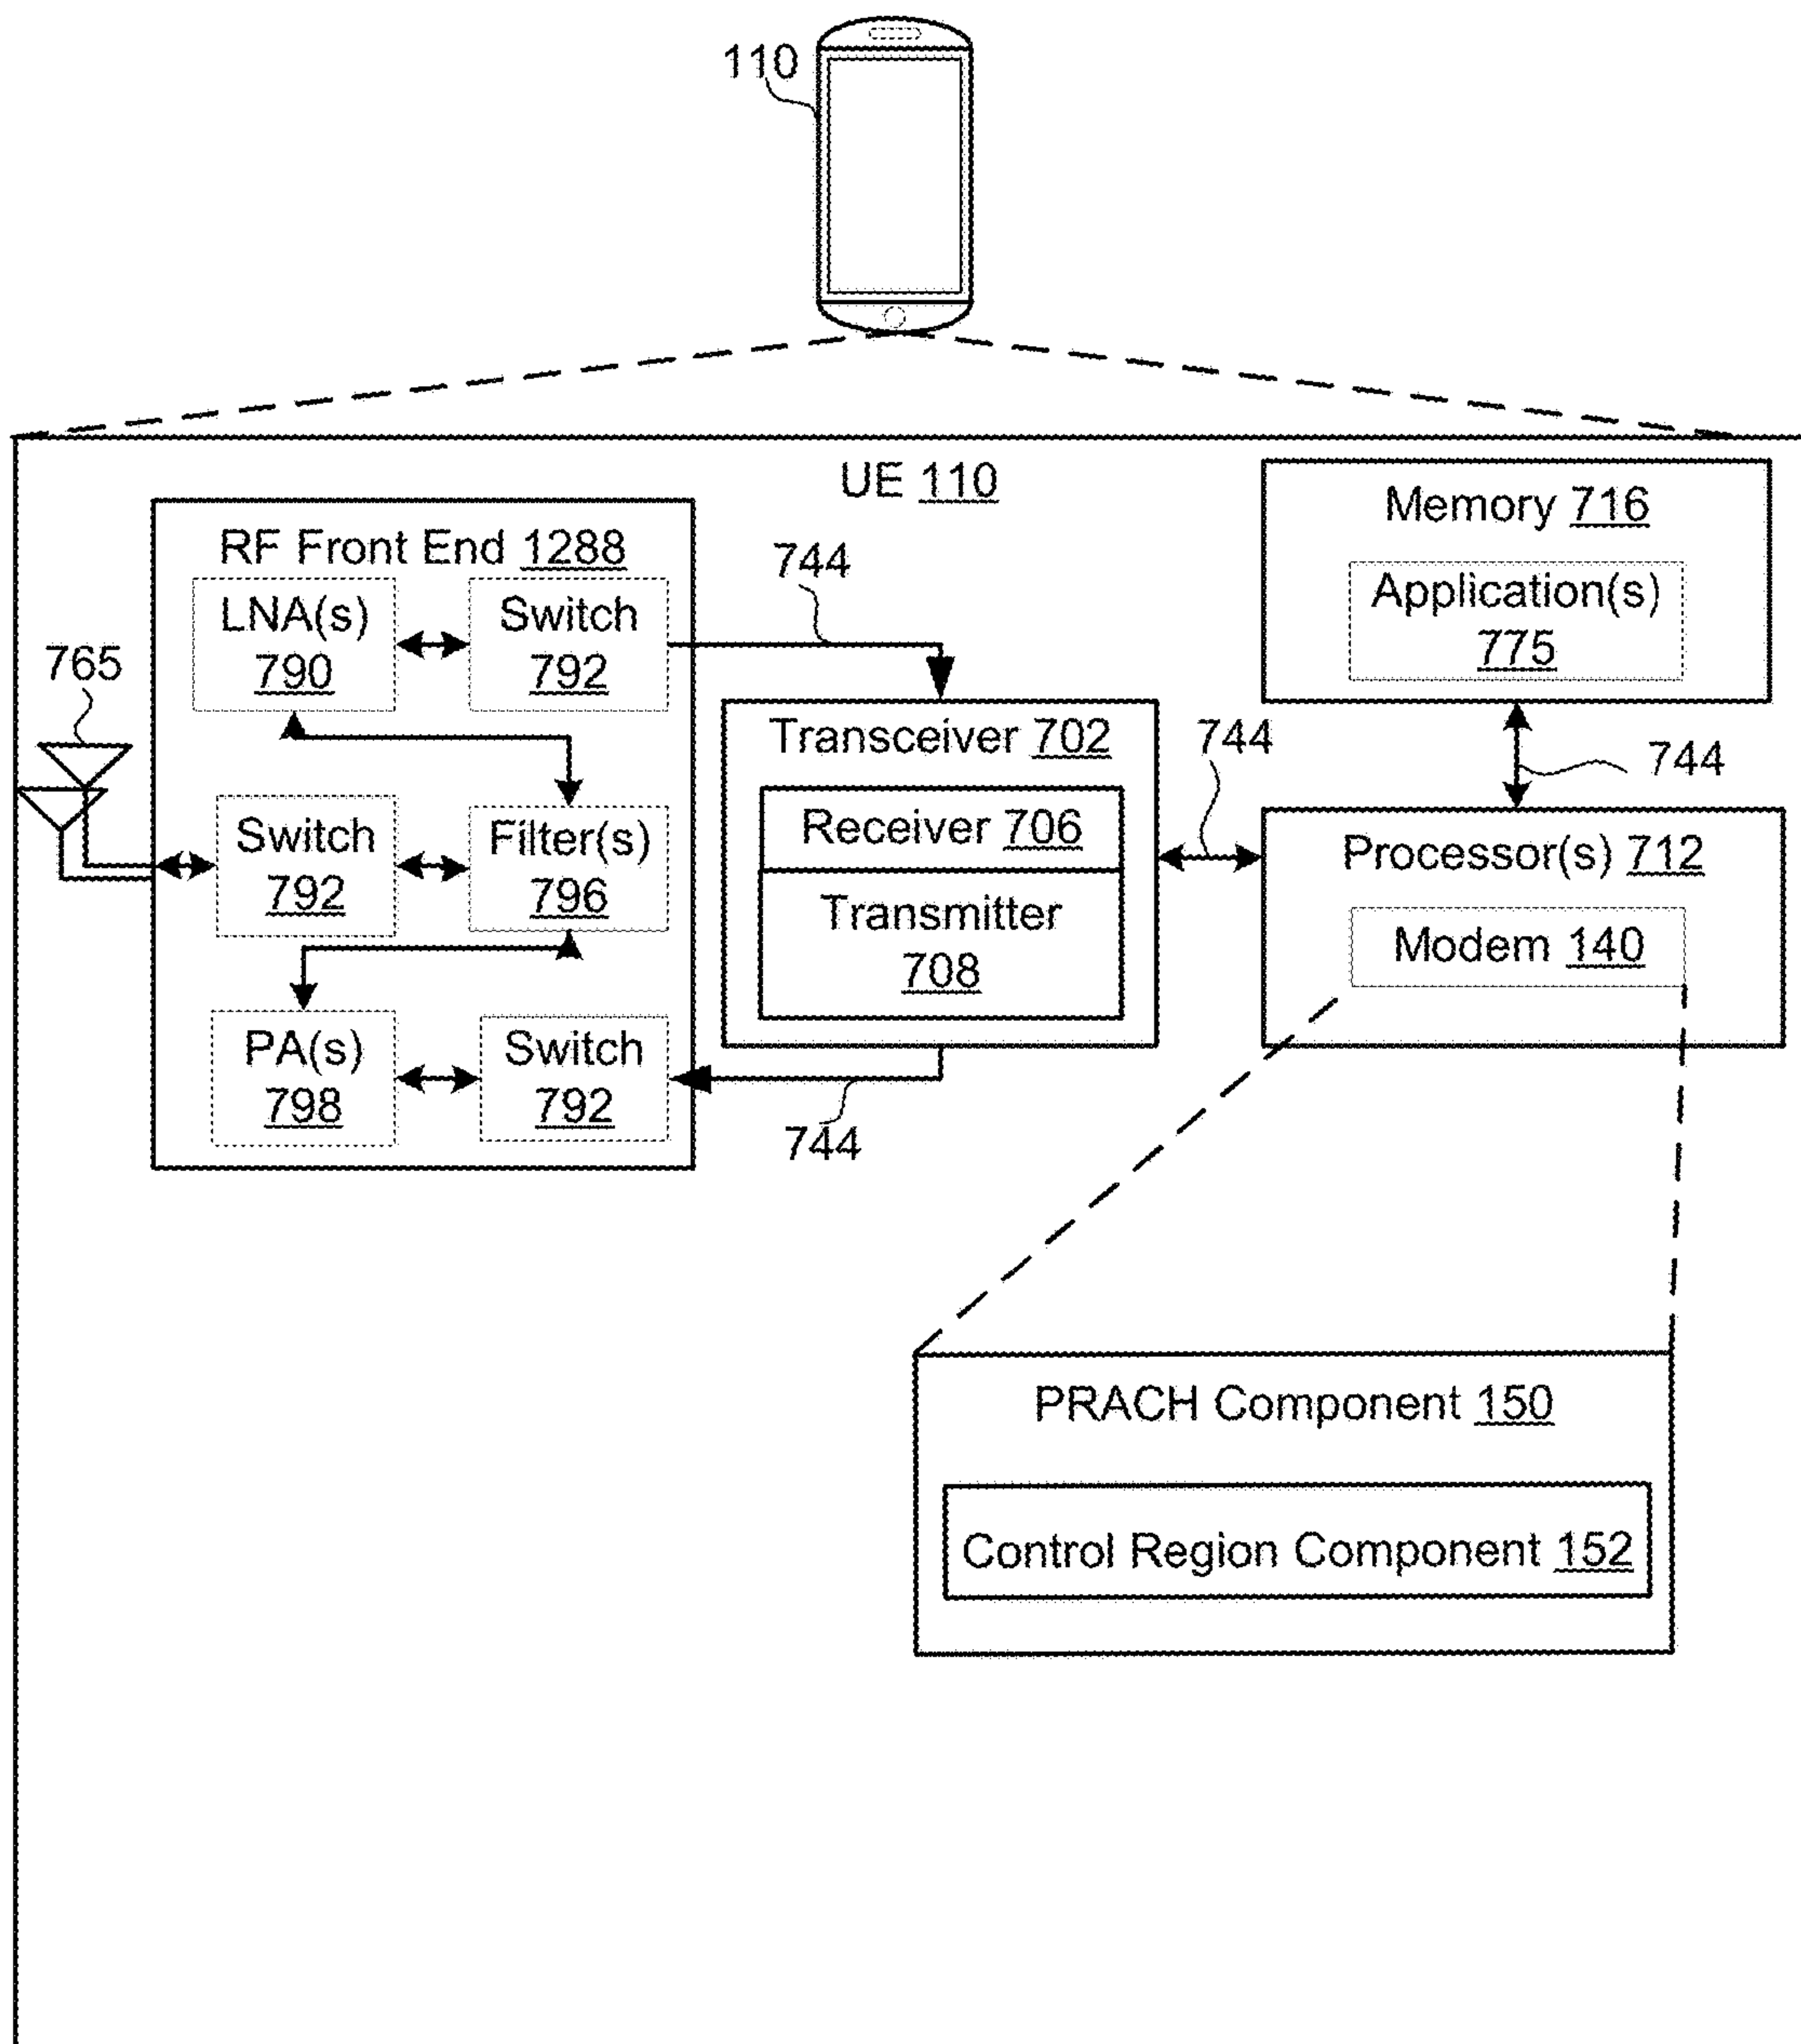 110
UE 110
RF Front End 1288
LNA(s)
790
Switch
792
744
765
Switch
792
Filter(s)
796
PA(s)
798
Switch
792
744
Transceiver 702
Receiver 706
Transmitter
708
744
Memory 716
Application(s)
775
744
Processor(s) 712
Modem 140
PRACH Component 150
Control Region Component 152